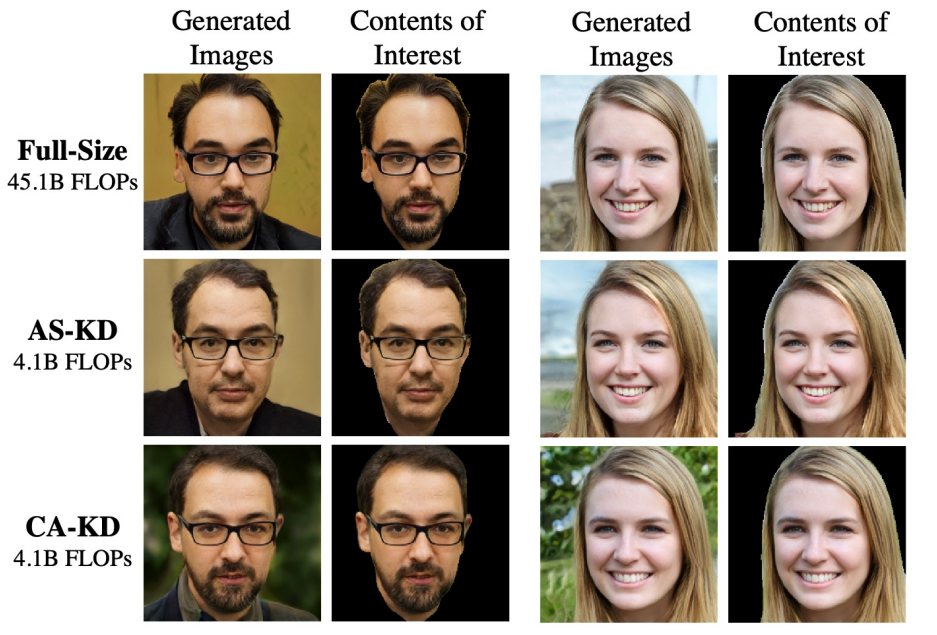 Generated
Images
Contents of
Interest
Generated
Images
Contents of
Interest
Full-Size
45.1B FLOPs
AS-KD
4.1B FLOPs
CA-KD
4.1B FLOPs